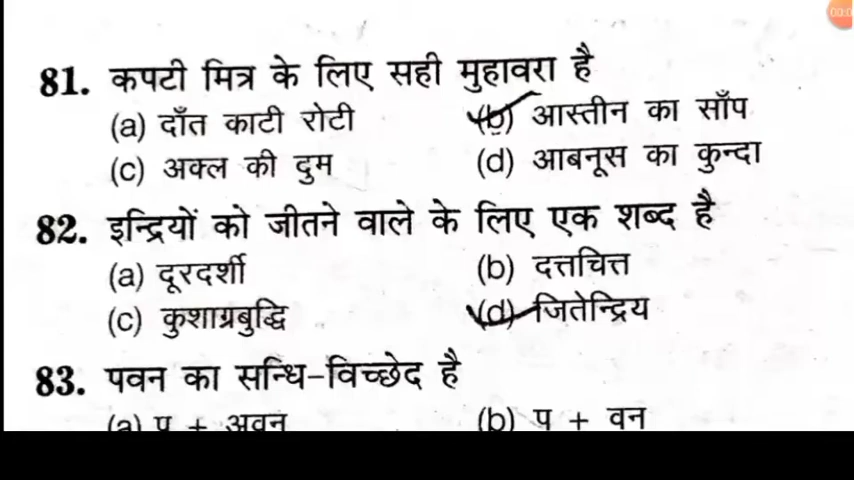 81. कपटी मित्र के लिए सही मुहावरा है
(a) दाँत काटी रोटी (b) आस्तीन का साँप
(c) अक्ल की दुम (d) आबनूस का कुन्दा
82. इन्द्रियों को जीतने वाले के लिए एक शब्द है
(a) दूरदर्शी (b) दत्तचित्त
(c) कुशाग्रबुद्धि (d) जितेन्द्रिय
83. पवन का सन्धि-विच्छेद है
(a) प + अवन (b) प + वन